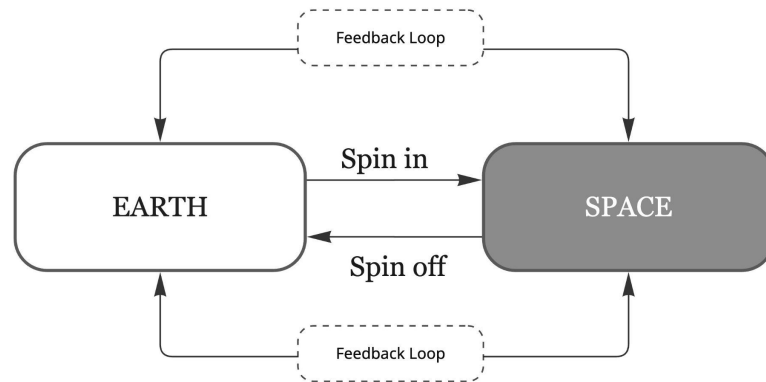 Feedback Loop
Spin in
EARTH
SPACE
Spin off
Feedback Loop